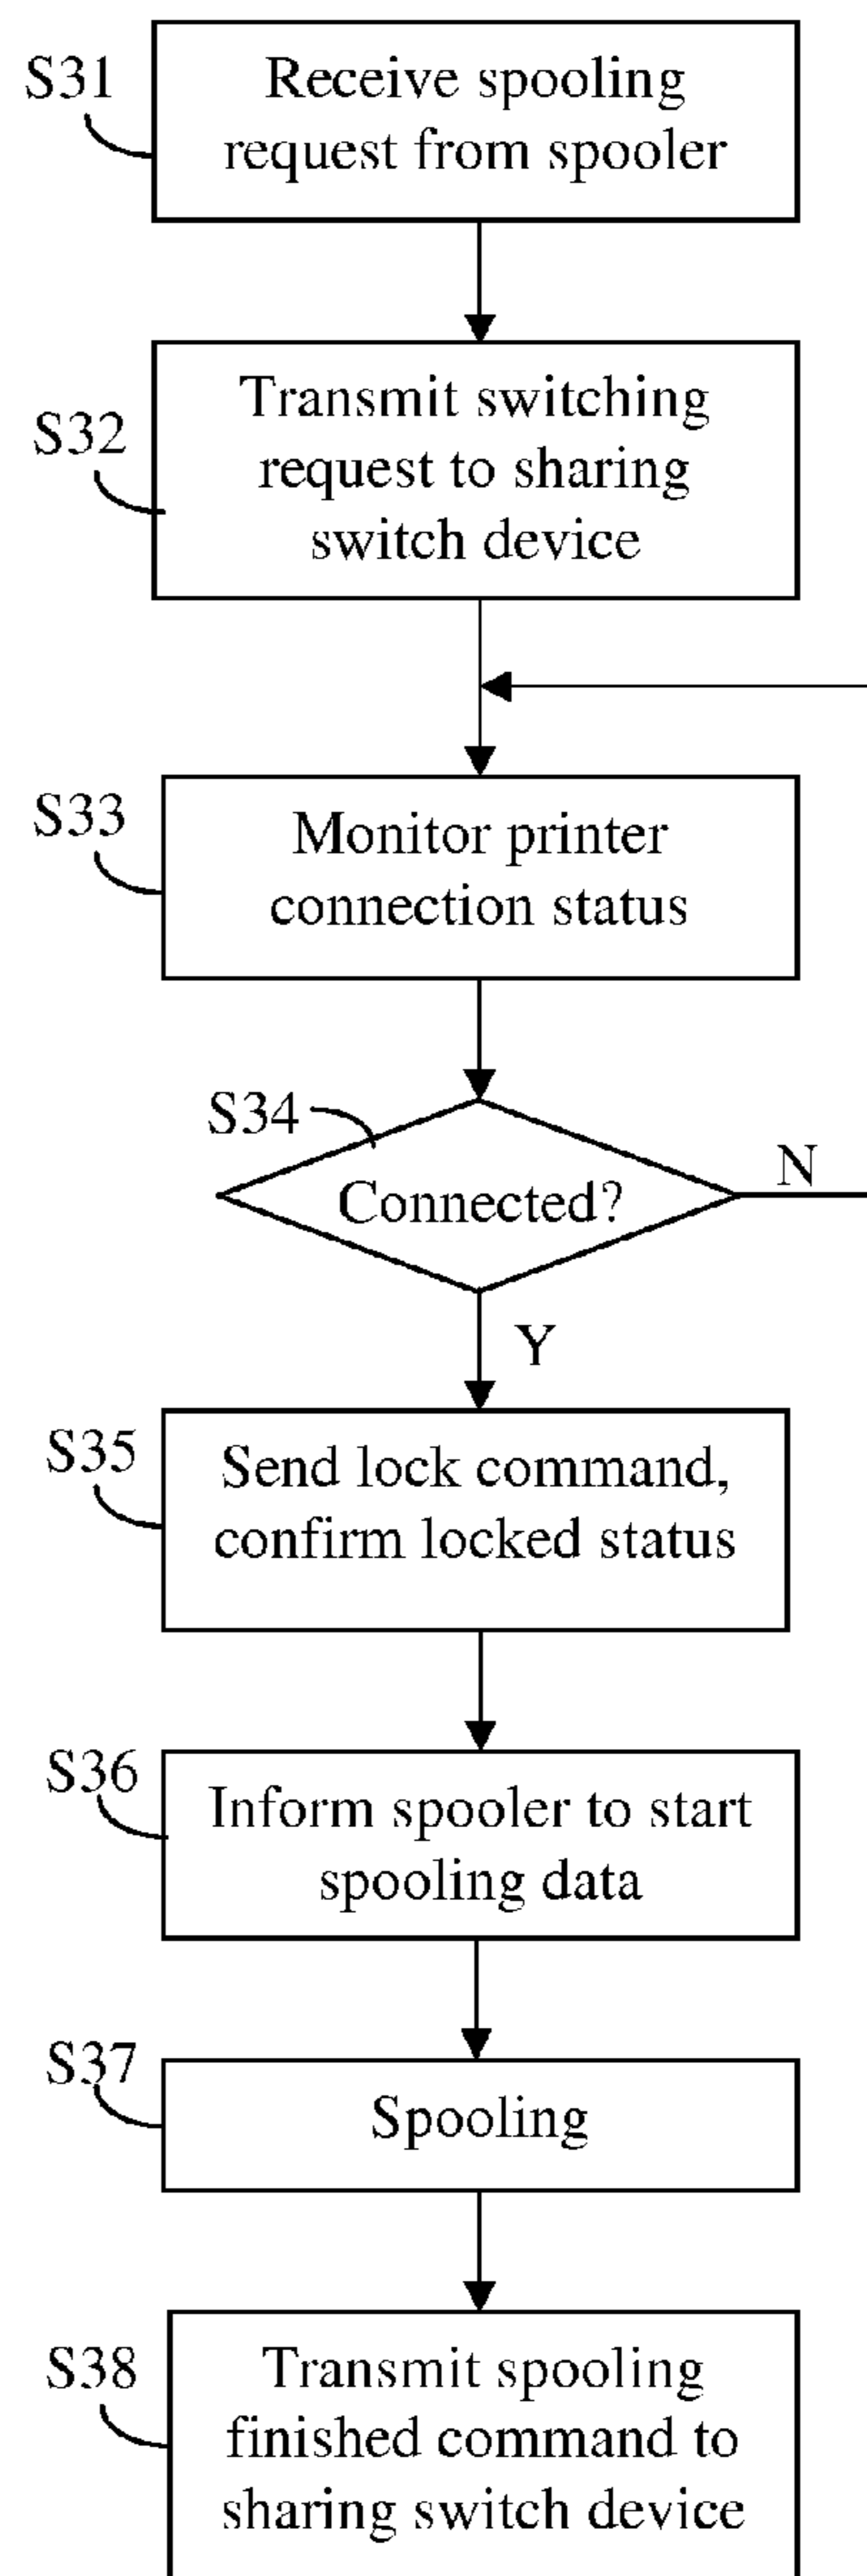 S31
Receive spooling
request from spooler
S32
Transmit switching
request to sharing
switch device
S33
Monitor printer
connection status
S34
Connected?
N
Y
S35
Send lock command,
confirm locked status
S36
Inform spooler to start
spooling data
S37
Spooling
S38
Transmit spooling
finished command to
sharing switch device